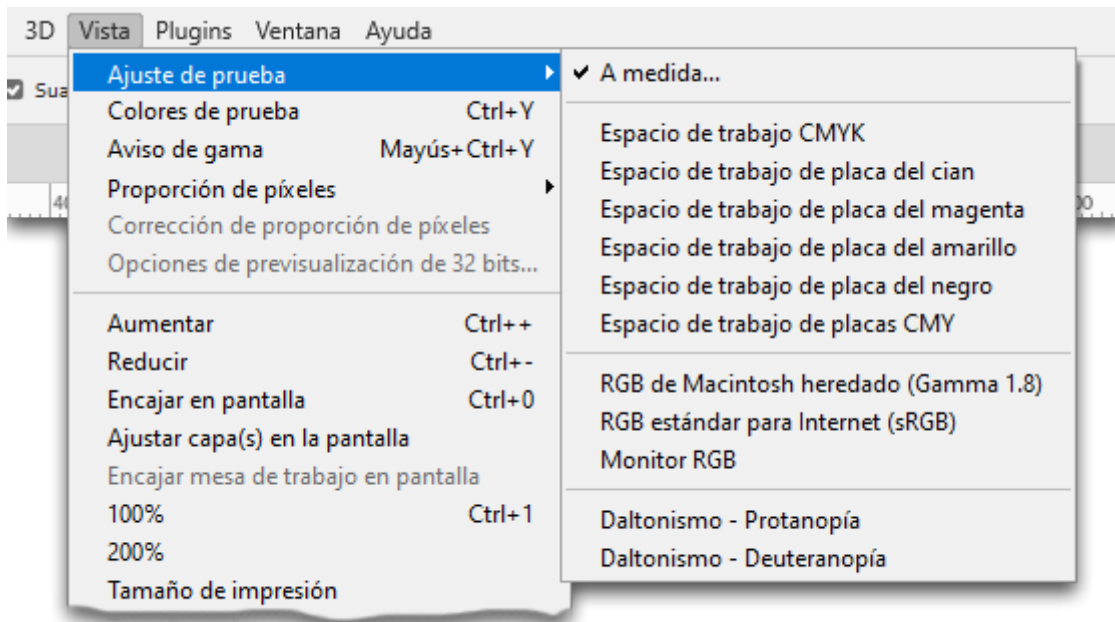 3D Vista Plugins Ventana Ayuda
Ajuste de prueba
Colores de prueba Ctrl+Y
Aviso de gama Mayús+Ctrl+Y
Proporción de píxeles
Corrección de proporción de píxeles
Opciones de previsualización de 32 bits...
Aumentar Ctrl++
Reducir Ctrl+-
Encajar en pantalla Ctrl+0
Ajustar capa(s) en la pantalla
Encajar mesa de trabajo en pantalla
100% Ctrl+1
200%
Tamaño de impresión
A medida...
Espacio de trabajo CMYK
Espacio de trabajo de placa del cian
Espacio de trabajo de placa del magenta
Espacio de trabajo de placa del amarillo
Espacio de trabajo de placa del negro
Espacio de trabajo de placas CMY
RGB de Macintosh heredado (Gamma 1.8)
RGB estándar para Internet (sRGB)
Monitor RGB
Daltonismo - Protanopía
Daltonismo - Deuteranopía